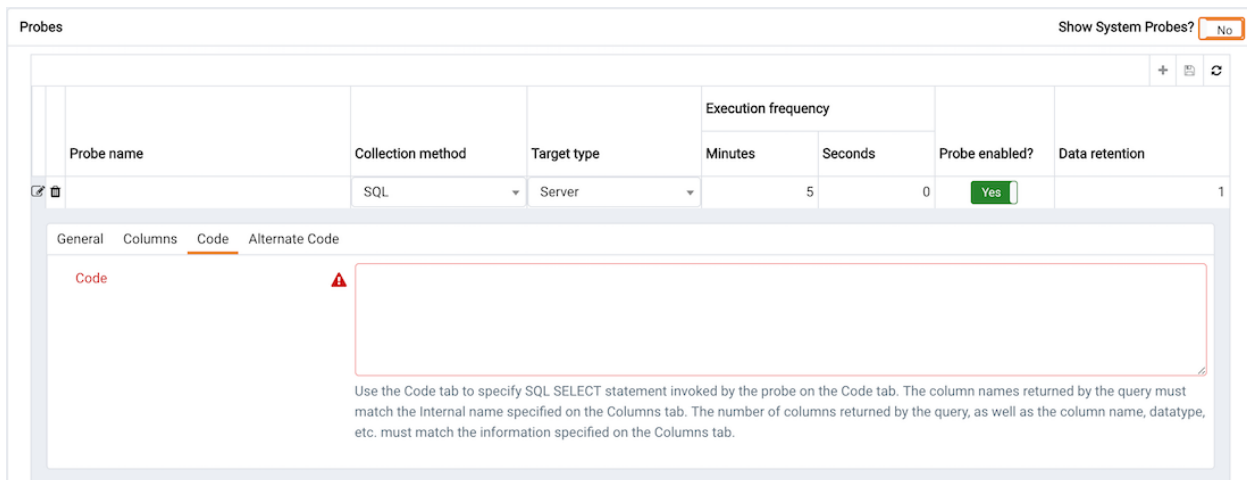 Probes
Show System Probes? No
Execution frequency
Probe name Collection method Target type Minutes Seconds Probe enabled? Data retention
SQL Server 5 0 Yes 1
General Columns Code Alternate Code
Code
Use the Code tab to specify SQL SELECT statement invoked by the probe on the Code tab. The column names returned by the query must
match the Internal name specified on the Columns tab. The number of columns returned by the query, as well as the column name, datatype,
etc. must match the information specified on the Columns tab.